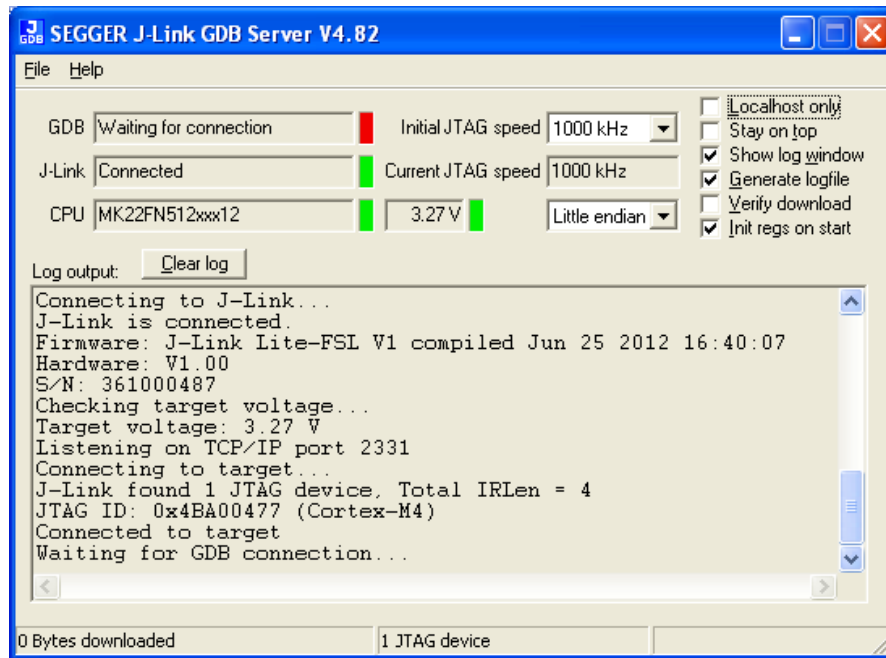 SEGGER J-Link GDB Server V4.82
File Help
GDB Waiting for connection Initial JTAG speed 1000 kHz Localhost only
Stay on top
J-Link Connected Current JTAG speed 1000 kHz Show log window
Generate logfile
CPU MK22FN512xxx12 3.27 V Little endian Verify download
Init regs on start
Log output: Clear log
Connecting to J-Link...
J-Link is connected.
Firmware: J-Link Lite-FSL V1 compiled Jun 25 2012 16:40:07
Hardware: V1.00
S/N: 361000487
Checking target voltage...
Target voltage: 3.27 V
Listening on TCP/IP port 2331
Connecting to target...
J-Link found 1 JTAG device, Total IRLen = 4
JTAG ID: 0x4BA00477 (Cortex-M4)
Connected to target
Waiting for GDB connection...
0 Bytes downloaded 1 JTAG device